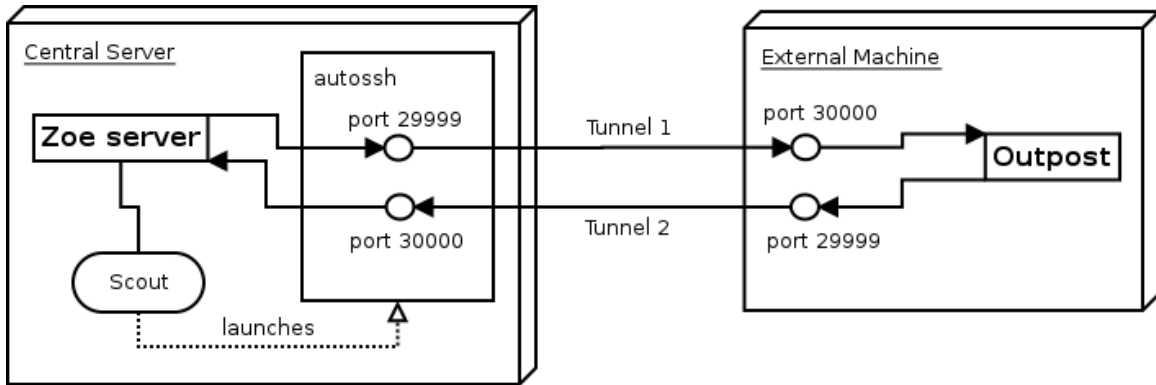 Central Server
autossh
Zoe server
port 29999
port 30000
Scout
launches
Tunnel 1
Tunnel 2
External Machine
port 30000
Outpost
port 29999